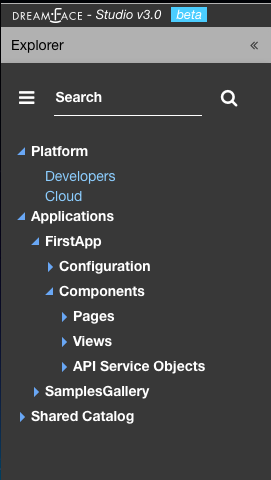 DREAMFACE - Studio v3.0 beta
Explorer «
Search
Platform
Developers
Cloud
Applications
FirstApp
Configuration
Components
Pages
Views
API Service Objects
SamplesGallery
Shared Catalog